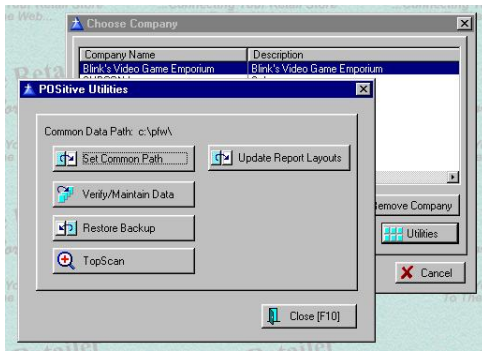 Choose Company
Company Name
Description
Blink's Video Game Emporium
Blink's Video Game Emporium
POSitive Utilities
Common Data Path: c:\pfw\
Set Common Path
Update Report Layouts
Verify/Maintain Data
Restore Backup
TopScan
Close [F10]
emove Company
Utilities
Cancel